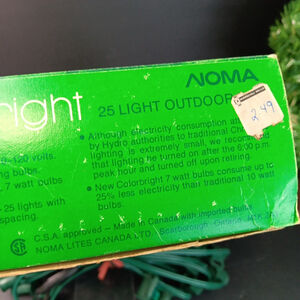 NOMA
right
25 LIGHT OUTDOOR
2.49
• Although electricity consumption
by Hydro authorities to traditional
lighting is extremely small, we
that lighting be turned on after the 6:00 p.m.
peak hour and turned off upon retiring.
• New Colorbright 7 watt bulbs consume up to
25% less electricity than traditional 10 watt
bulbs.
120 volts.
bulbs.
7 watt bulbs
25 lights with
spacing.
C.S.A. approved – Made in Canada with imported bulbs
NOMA LITES CANADA LTD. Scarborough, Ontario